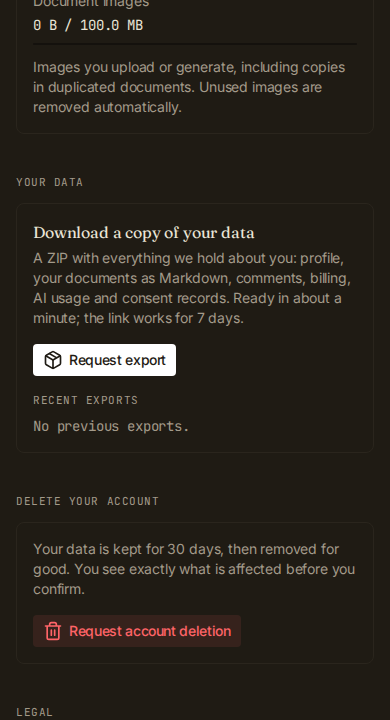 Document images
0 B / 100.0 MB
Images you upload or generate, including copies
in duplicated documents. Unused images are
removed automatically.
YOUR DATA
Download a copy of your data
A ZIP with everything we hold about you: profile,
your documents as Markdown, comments, billing,
AI usage and consent records. Ready in about a
minute; the link works for 7 days.
Request export
RECENT EXPORTS
No previous exports.
DELETE YOUR ACCOUNT
Your data is kept for 30 days, then removed for
good. You see exactly what is affected before you
confirm.
Request account deletion
LEGAL